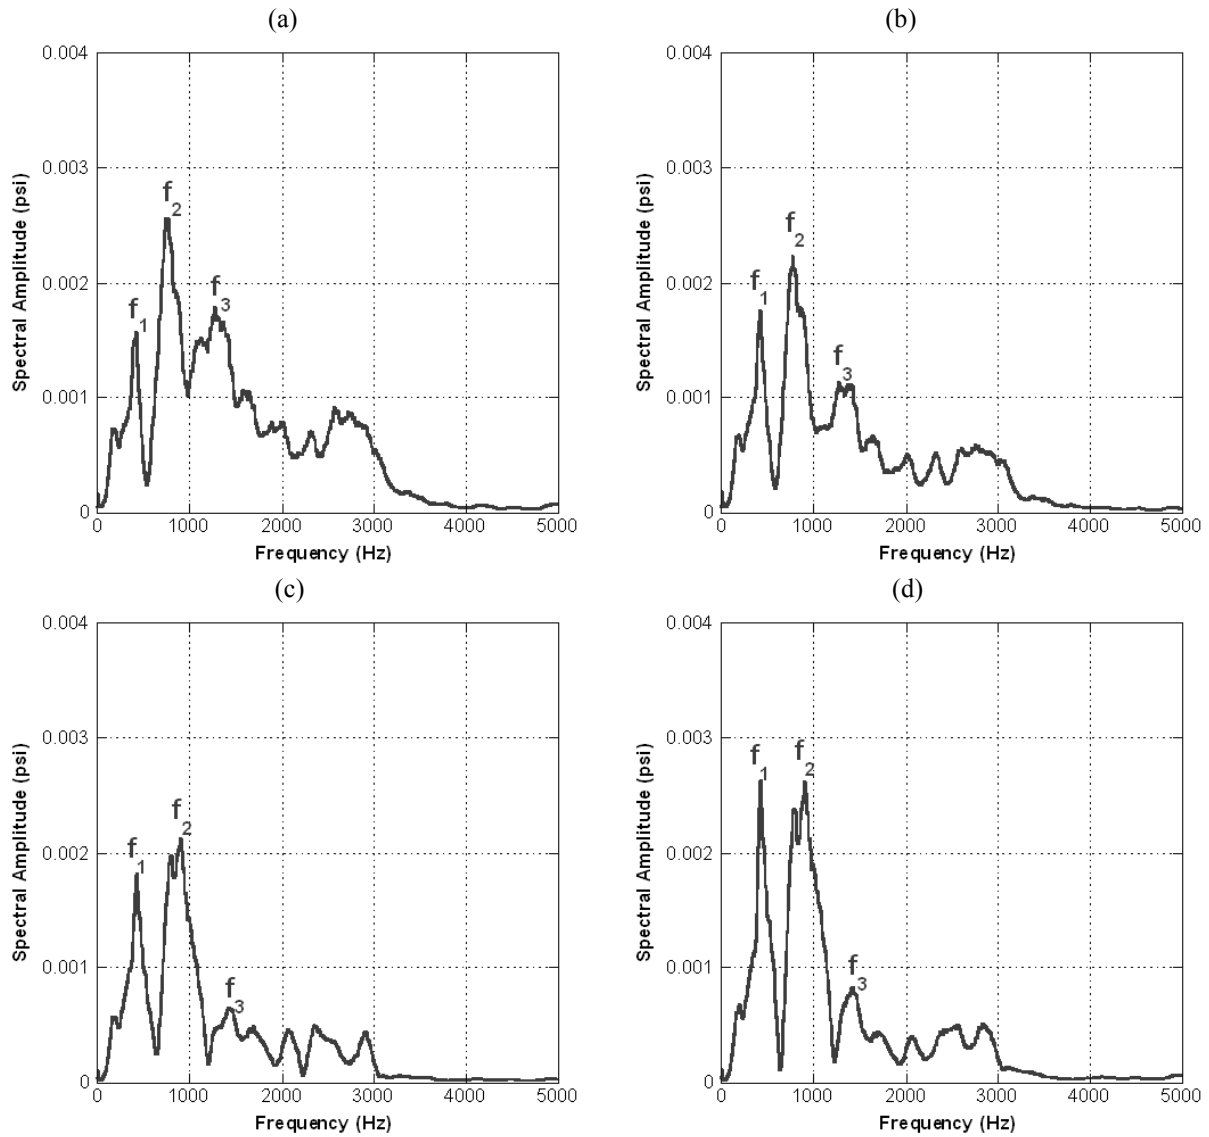 (a)
0.004
0.003
0.002
0.001
0
Spectral Amplitude (psi)
f1
f2
f3
0 1000 2000 3000 4000 5000
Frequency (Hz)
(b)
0.004
0.003
0.002
0.001
0
Spectral Amplitude (psi)
f1
f2
f3
0 1000 2000 3000 4000 5000
Frequency (Hz)
(c)
0.004
0.003
0.002
0.001
0
Spectral Amplitude (psi)
f1
f2
f3
0 1000 2000 3000 4000 5000
Frequency (Hz)
(d)
0.004
0.003
0.002
0.001
0
Spectral Amplitude (psi)
f1
f2
f3
0 1000 2000 3000 4000 5000
Frequency (Hz)